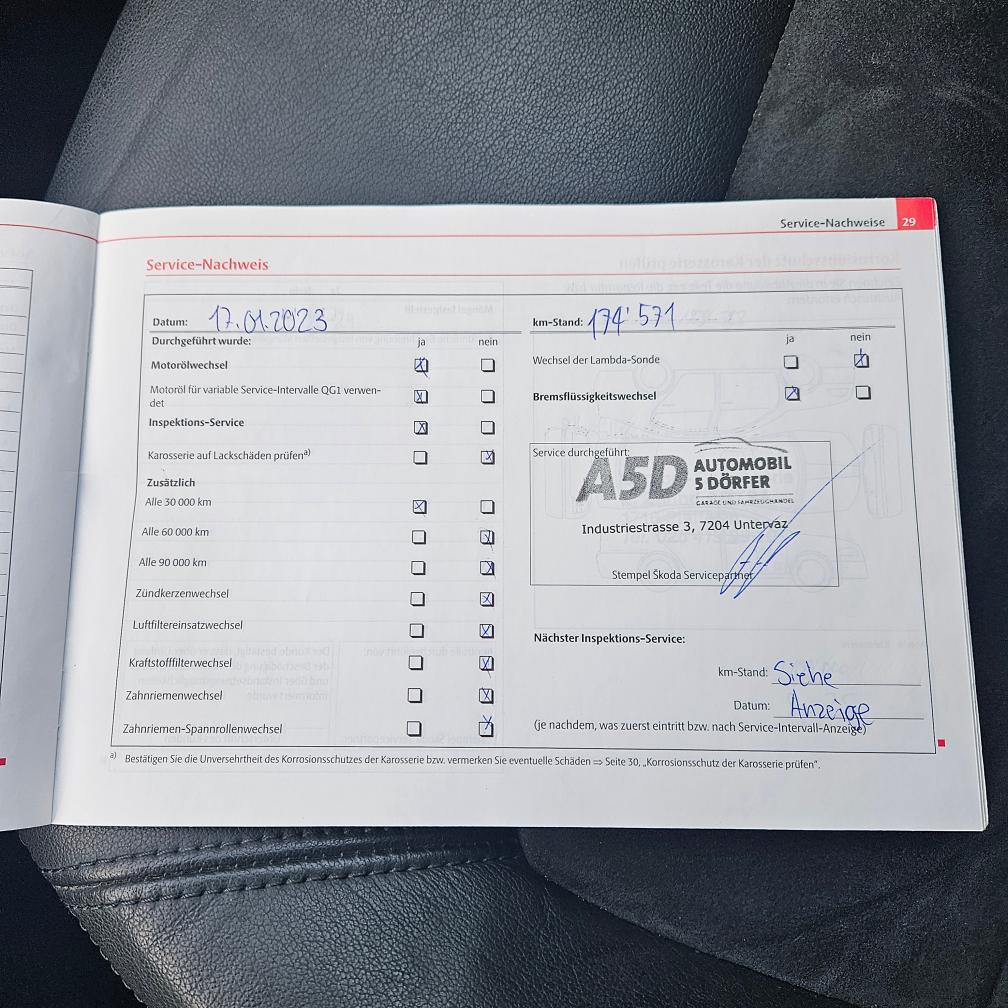 Service-Nachweise 29
Service-Nachweis
Datum: 17.01.2023
km-Stand: 174'571
Durchgeführt wurde: ja nein
ja nein
Motorölwechsel
Wechsel der Lambda-Sonde
Motoröl für variable Service-Intervalle QG1 verwen-
det
Bremsflüssigkeitswechsel
Inspektions-Service
Karosserie auf Lackschäden prüfen a)
Zusätzlich
Alle 30 000 km
Alle 60 000 km
Alle 90 000 km
Zündkerzenwechsel
Luftfiltereinsatzwechsel
Kraftstofffilterwechsel
Zahnriemenwechsel
Zahnriemen-Spannrollenwechsel
Service durchgeführt:
A5D AUTOMOBIL
5 DÖRFER
GARAGE UND FAHRZEUGHANDEL
Industriestrasse 3, 7204 Untervaz
Stempel Škoda Servicepartner
Nächster Inspektions-Service:
km-Stand: Siehe
Datum: Anzeige
(je nachdem, was zuerst eintritt bzw. nach Service-Intervall-Anzeige)
a) Bestätigen Sie die Unversehrtheit des Korrosionsschutzes der Karosserie bzw. vermerken Sie eventuelle Schäden ⇒ Seite 30, „Korrosionsschutz der Karosserie prüfen“.